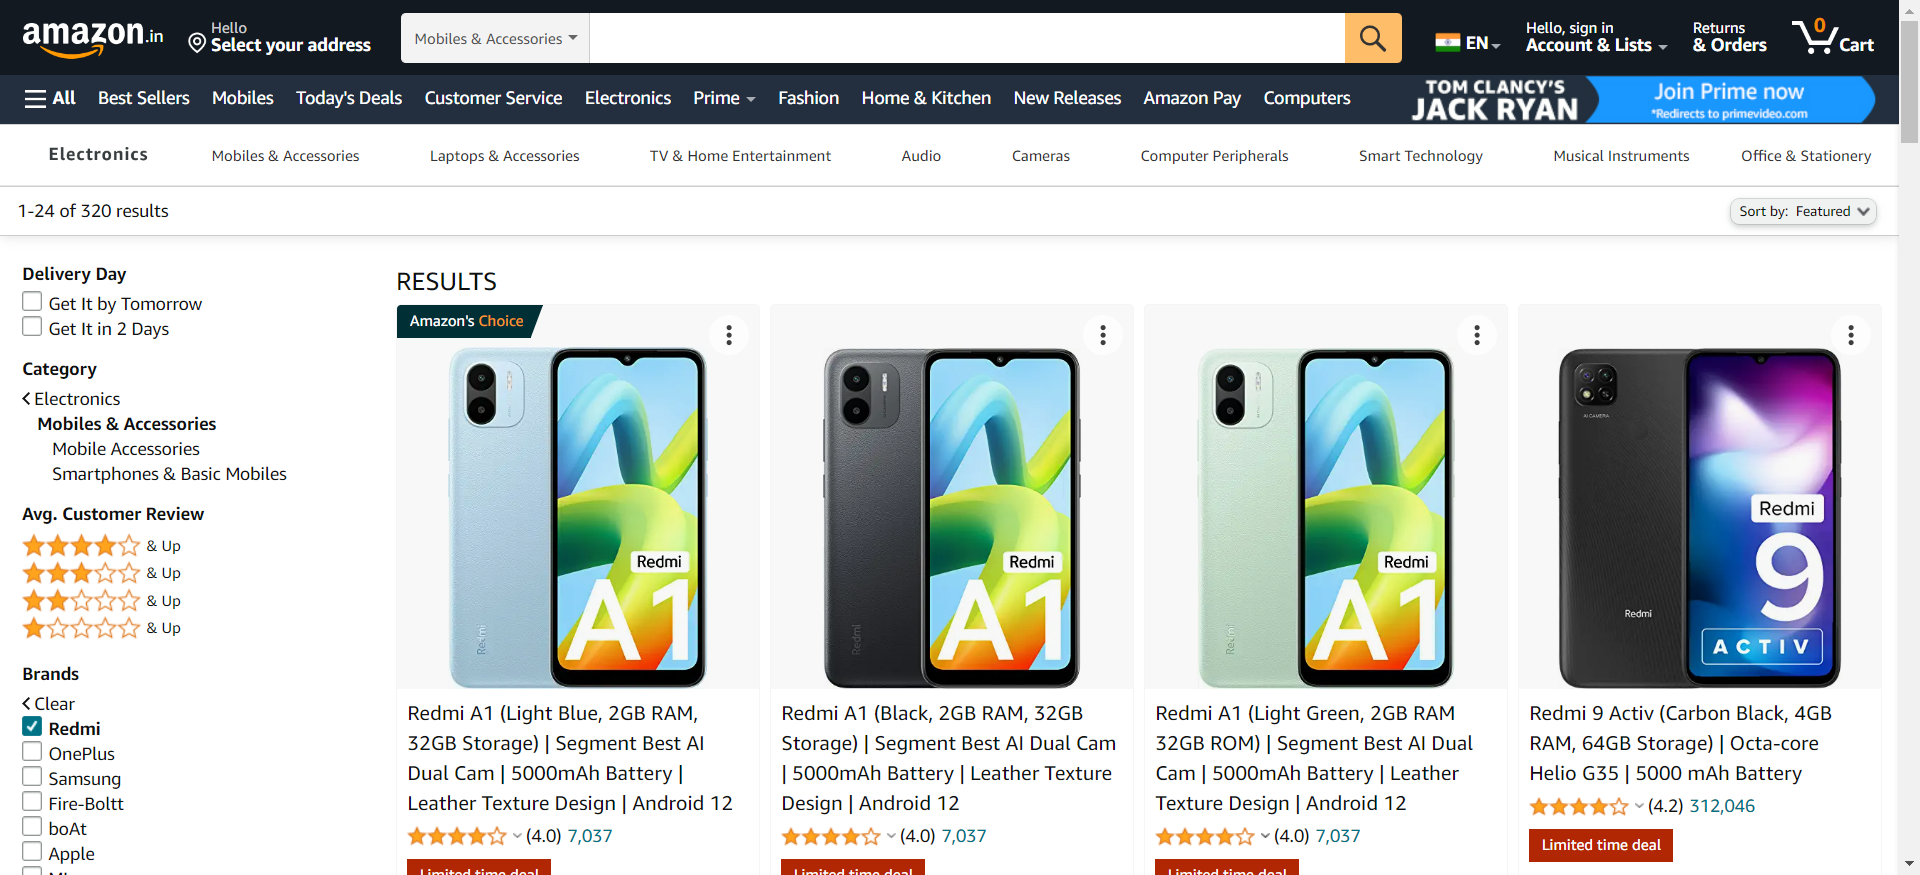 amazon.in
Hello
Select your address
Mobiles & Accessories
EN
Hello, sign in
Account & Lists
Returns
& Orders
0
Cart
All
Best Sellers
Mobiles
Today's Deals
Customer Service
Electronics
Prime
Fashion
Home & Kitchen
New Releases
Amazon Pay
Computers
TOM CLANCY'S
JACK RYAN
Join Prime now
*Redirects to primevideo.com
Electronics
Mobiles & Accessories
Laptops & Accessories
TV & Home Entertainment
Audio
Cameras
Computer Peripherals
Smart Technology
Musical Instruments
Office & Stationery
1-24 of 320 results
Sort by: Featured
Delivery Day
Get It by Tomorrow
Get It in 2 Days
Category
Electronics
Mobiles & Accessories
Mobile Accessories
Smartphones & Basic Mobiles
Avg. Customer Review
& Up
& Up
& Up
& Up
Brands
Clear
Redmi
OnePlus
Samsung
Fire-Boltt
boAt
Apple
RESULTS
Amazon's Choice
Redmi
A1
Redmi
Redmi A1 (Light Blue, 2GB RAM,
32GB Storage) | Segment Best AI
Dual Cam | 5000mAh Battery |
Leather Texture Design | Android 12
(4.0) 7,037
Limited time deal
Redmi
A1
Redmi
Redmi A1 (Black, 2GB RAM, 32GB
Storage) | Segment Best AI Dual Cam
| 5000mAh Battery | Leather Texture
Design | Android 12
(4.0) 7,037
Limited time deal
Redmi
A1
Redmi
Redmi A1 (Light Green, 2GB RAM
32GB ROM) | Segment Best AI Dual
Cam | 5000mAh Battery | Leather
Texture Design | Android 12
(4.0) 7,037
Limited time deal
AI CAMERA
Redmi
9
ACTIV
Redmi
Redmi 9 Activ (Carbon Black, 4GB
RAM, 64GB Storage) | Octa-core
Helio G35 | 5000 mAh Battery
(4.2) 312,046
Limited time deal